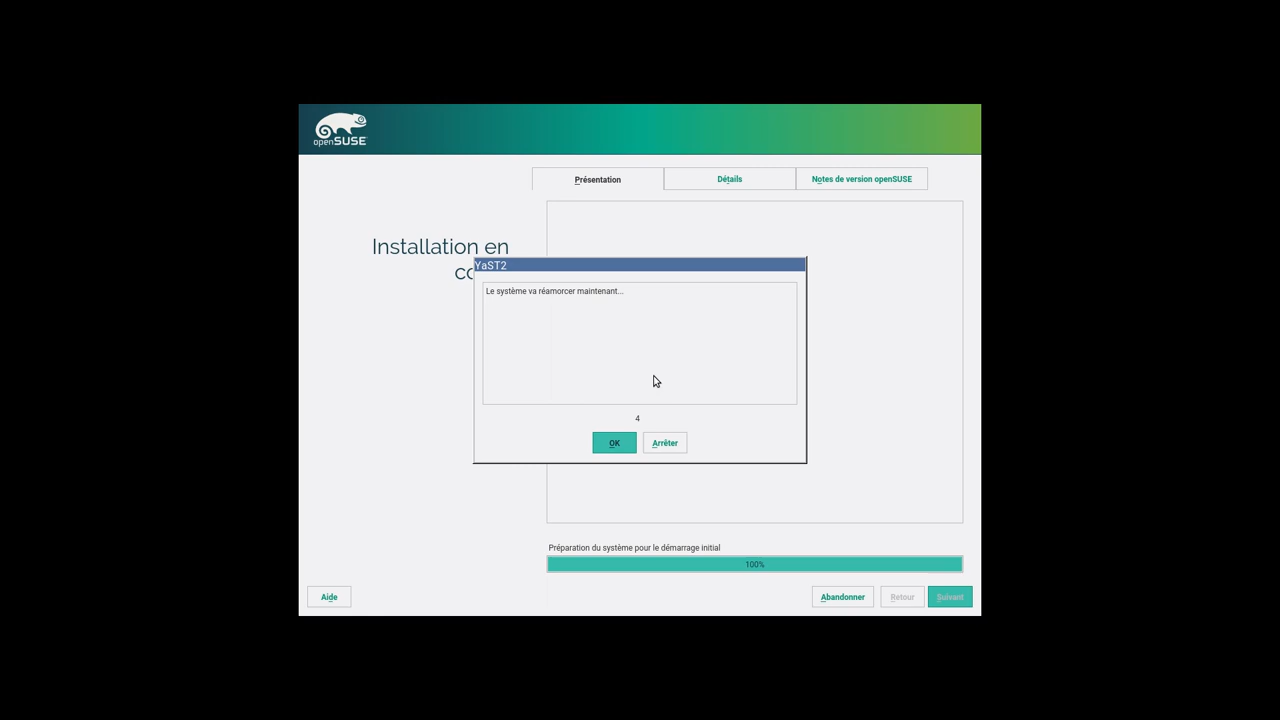 openSUSE
Présentation
Détails
Notes de version openSUSE
Installation en
co
YaST2
Le système va réamorcer maintenant...
4
OK
Arrêter
Préparation du système pour le démarrage initial
100%
Aide
Abandonner
Retour
Suivant